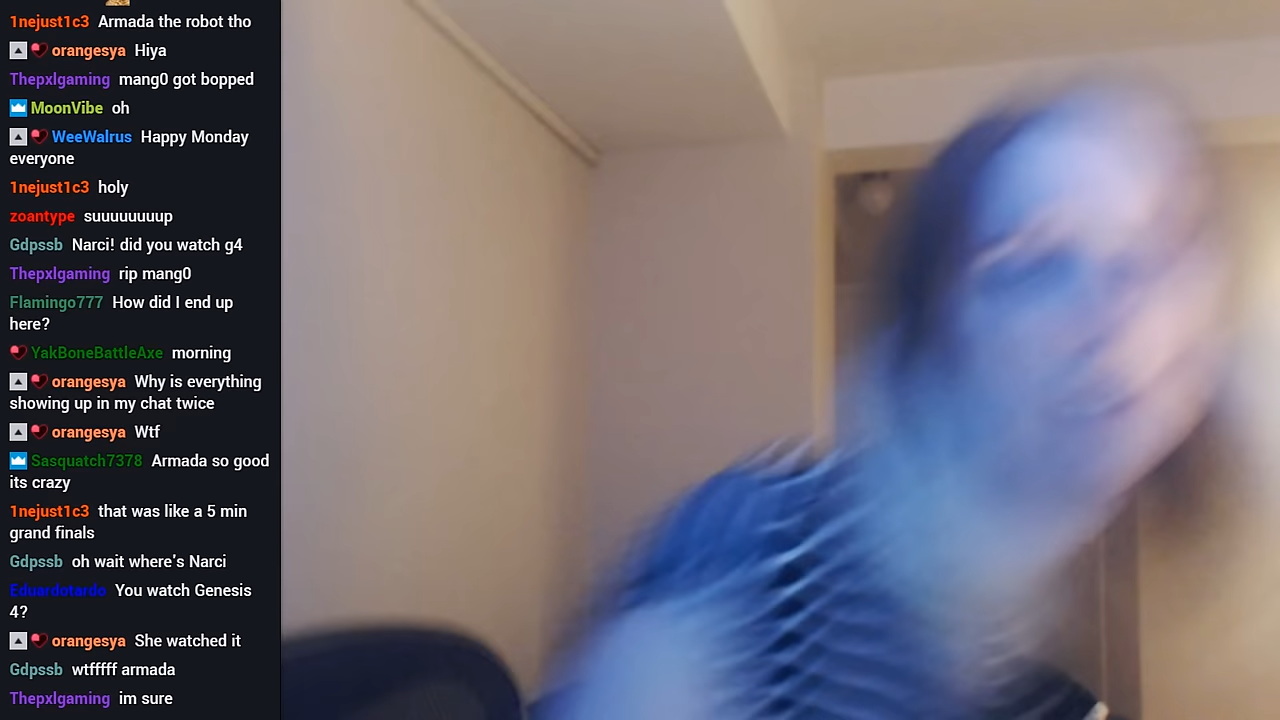 1nejust1c3 Armada the robot tho
orangesya Hiya
Thepxlgaming mang0 got bopped
MoonVibe oh
WeeWalrus Happy Monday
everyone
1nejust1c3 holy
zoantype suuuuuuuup
Gdpssb Narci! did you watch g4
Thepxlgaming rip mang0
Flamingo777 How did I end up
here?
YakBoneBattleAxe morning
orangesya Why is everything
showing up in my chat twice
orangesya Wtf
Sasquatch7378 Armada so good
its crazy
1nejust1c3 that was like a 5 min
grand finals
Gdpssb oh wait where's Narci
Eduardotardo You watch Genesis
4?
orangesya She watched it
Gdpssb wtfffff armada
Thepxlgaming im sure